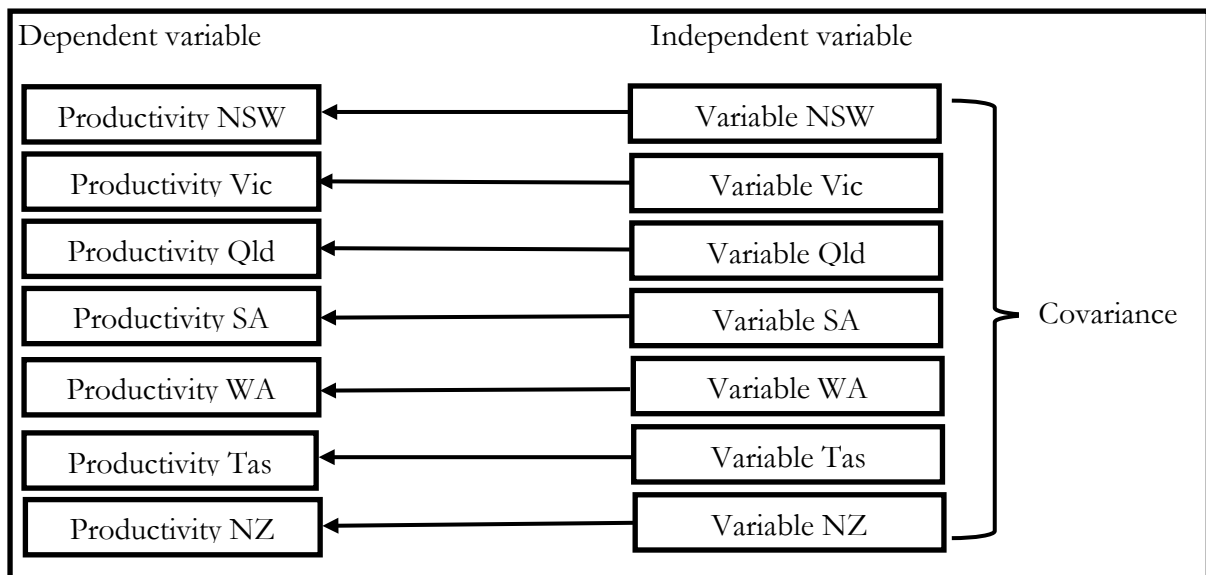 Dependent variable
Independent variable
Productivity NSW
Variable NSW
Productivity Vic
Variable Vic
Productivity Qld
Variable Qld
Productivity SA
Variable SA
Covariance
Productivity WA
Variable WA
Productivity Tas
Variable Tas
Productivity NZ
Variable NZ